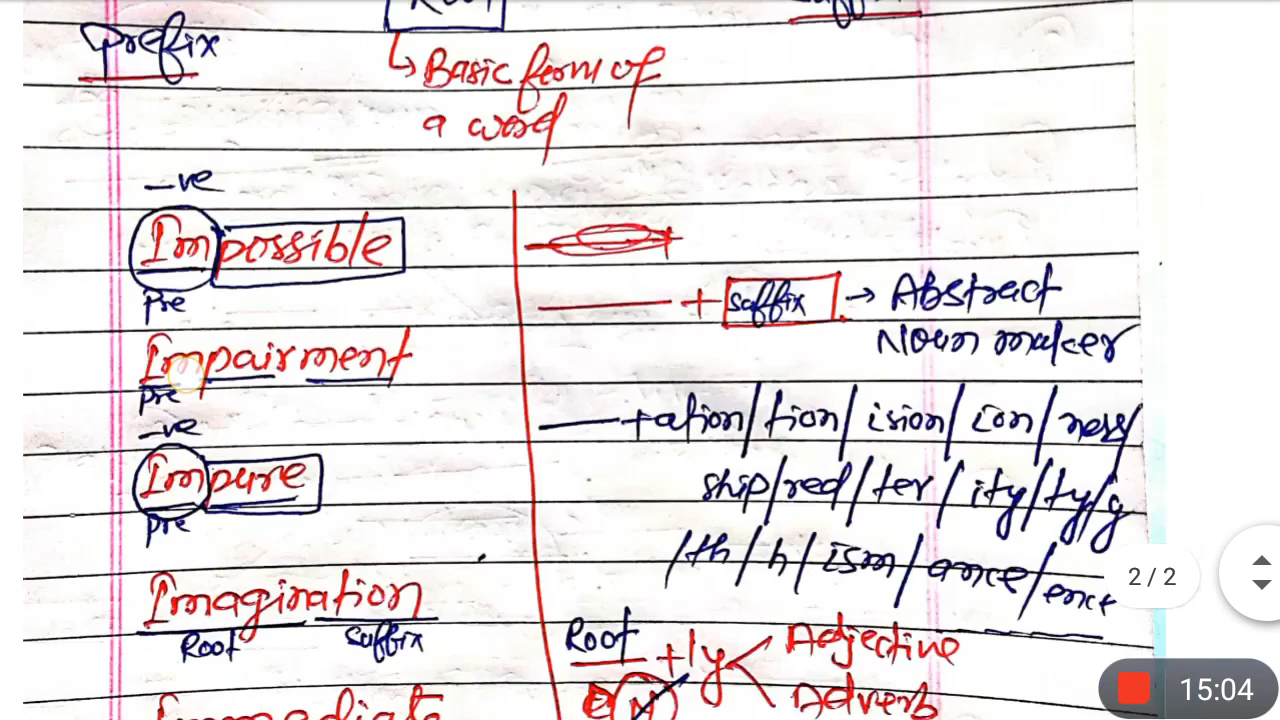 Prefix
↳ Basic form of
a word
-ve
Impossible
Pre
+ suffix → Abstract
Noun maker
Impairment
Pre
-ve
Impure
Pre
+ation/tion/ision/ion/ness/
ship/red/ter/ity/ty/y
/th/h/ism/ance/ence
2 / 2
Imagination
Root suffix
Root +ly Adjective
Adverb
Immediate
15:04